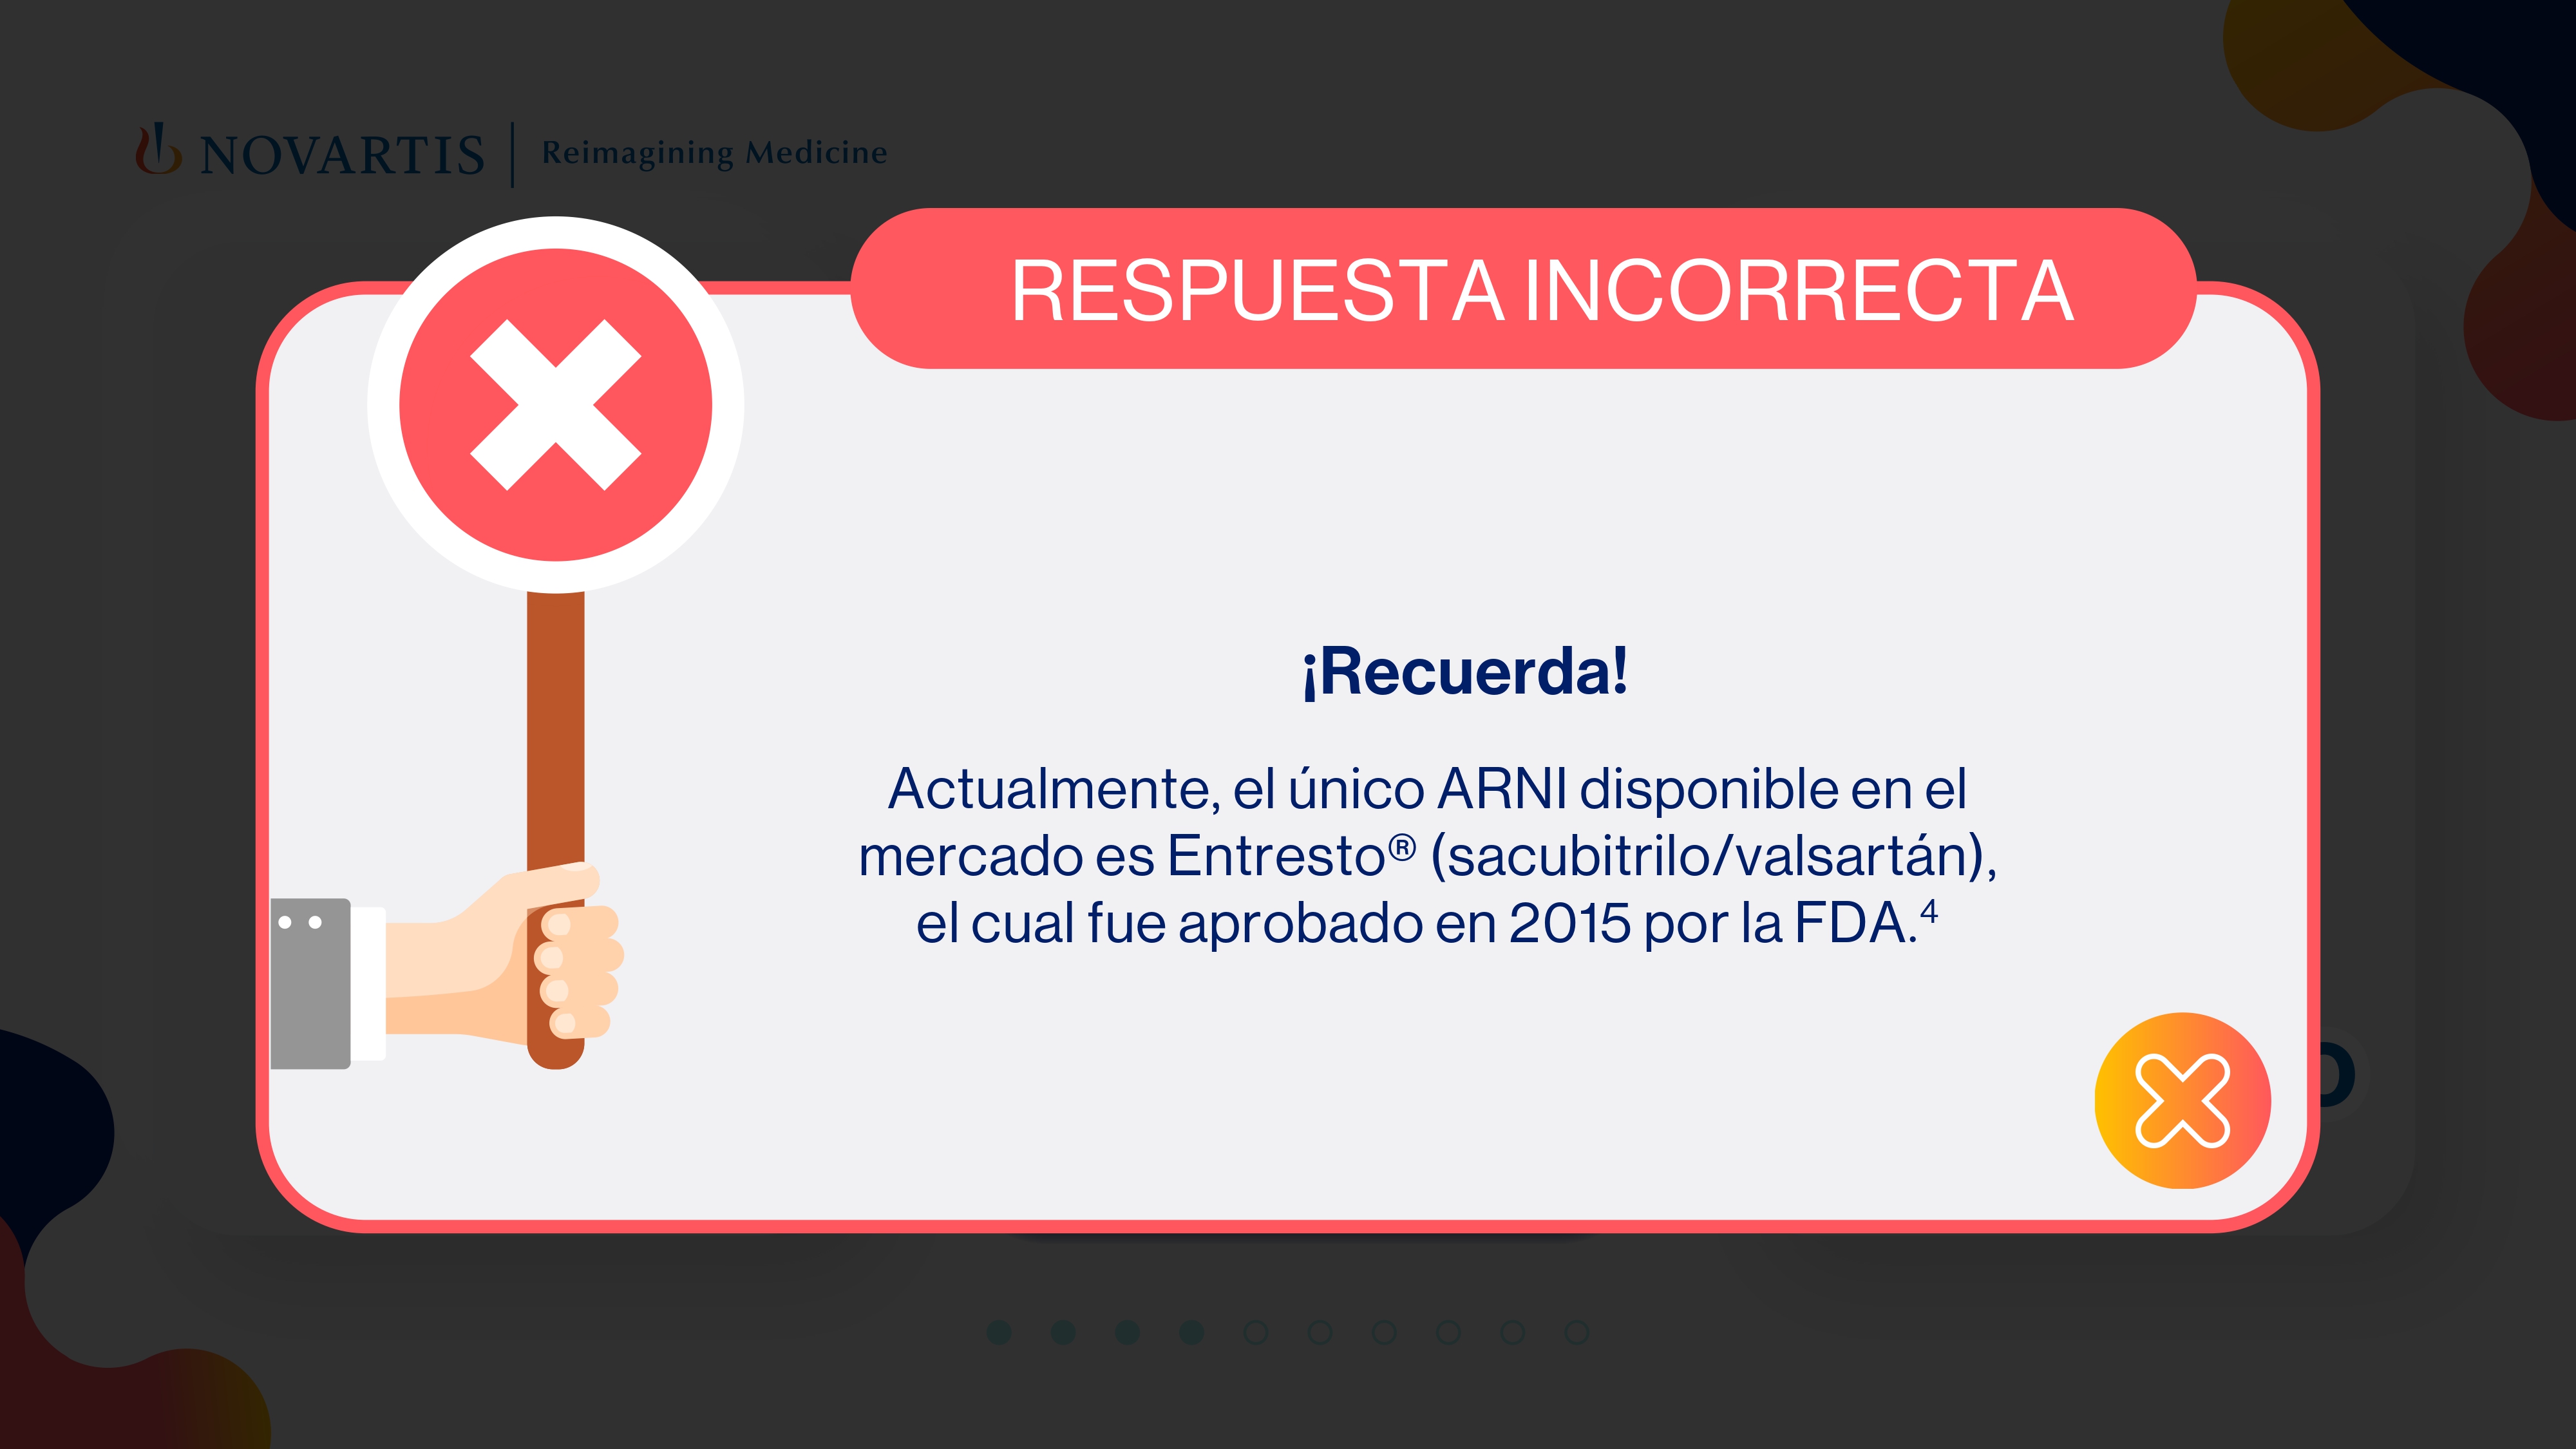 NOVARTIS | Reimagining Medicine
RESPUESTA INCORRECTA
¡Recuerda!
Actualmente, el único ARNI disponible en el
mercado es Entresto® (sacubitrilo/valsartán),
el cual fue aprobado en 2015 por la FDA.⁴